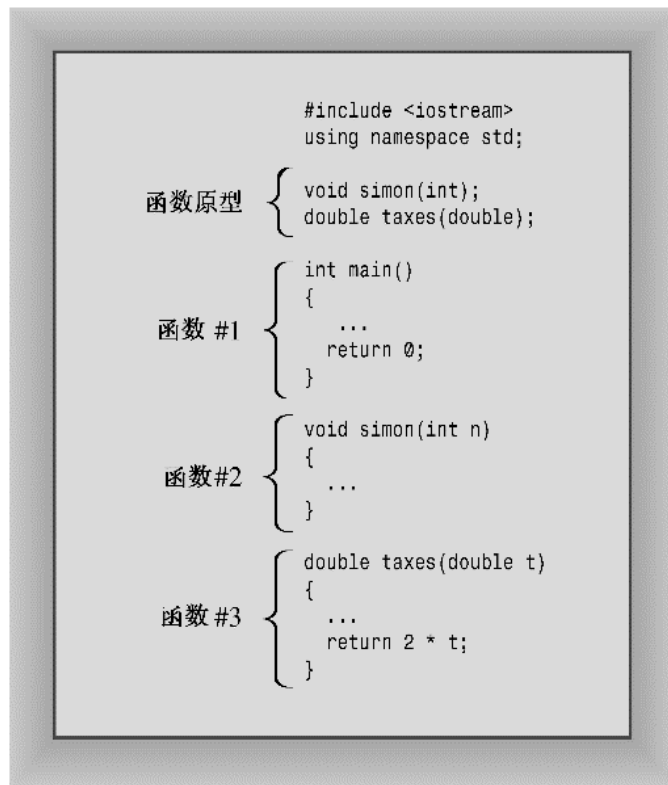 #include <iostream>
using namespace std;
函数原型
void simon(int);
double taxes(double);
函数 #1
int main()
{
...
return 0;
}
函数#2
void simon(int n)
{
...
}
函数 #3
double taxes(double t)
{
...
return 2 * t;
}